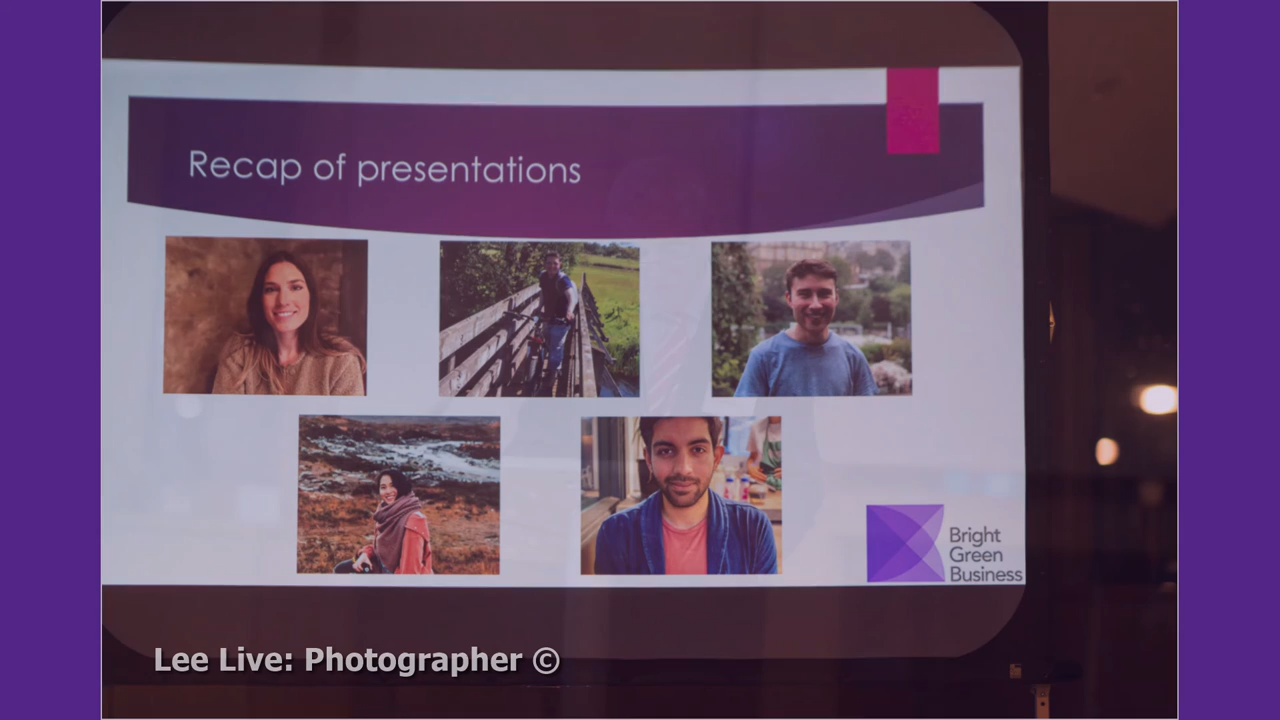 Recap of presentations
Bright
Green
Business
Lee Live: Photographer ©